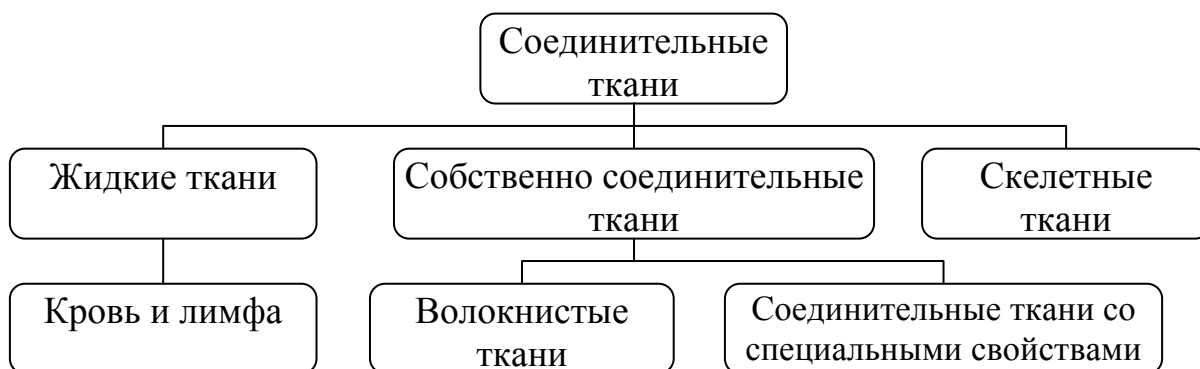 Соединительные
ткани
Жидкие ткани
Собственно соединительные
ткани
Скелетные
ткани
Кровь и лимфа
Волокнистые
ткани
Соединительные ткани со
специальными свойствами